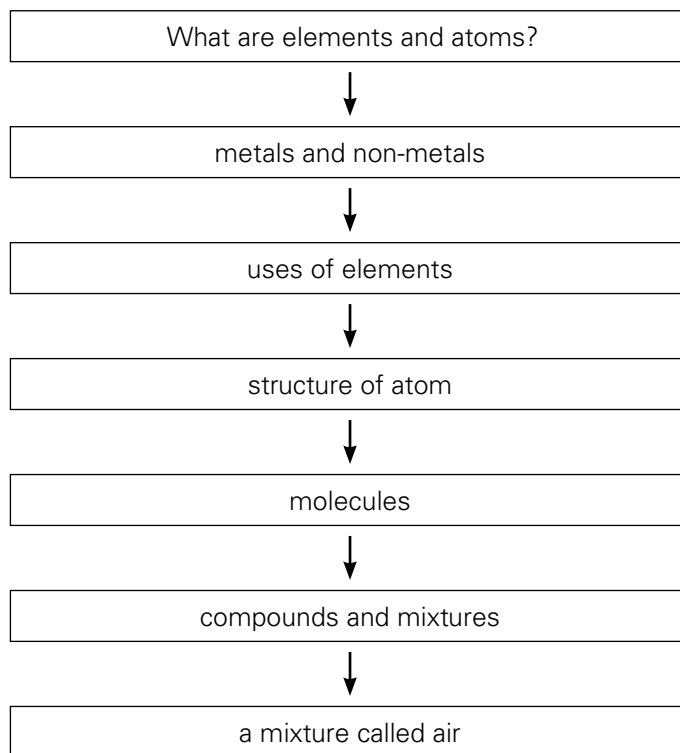 What are elements and atoms?
metals and non-metals
uses of elements
structure of atom
molecules
compounds and mixtures
a mixture called air